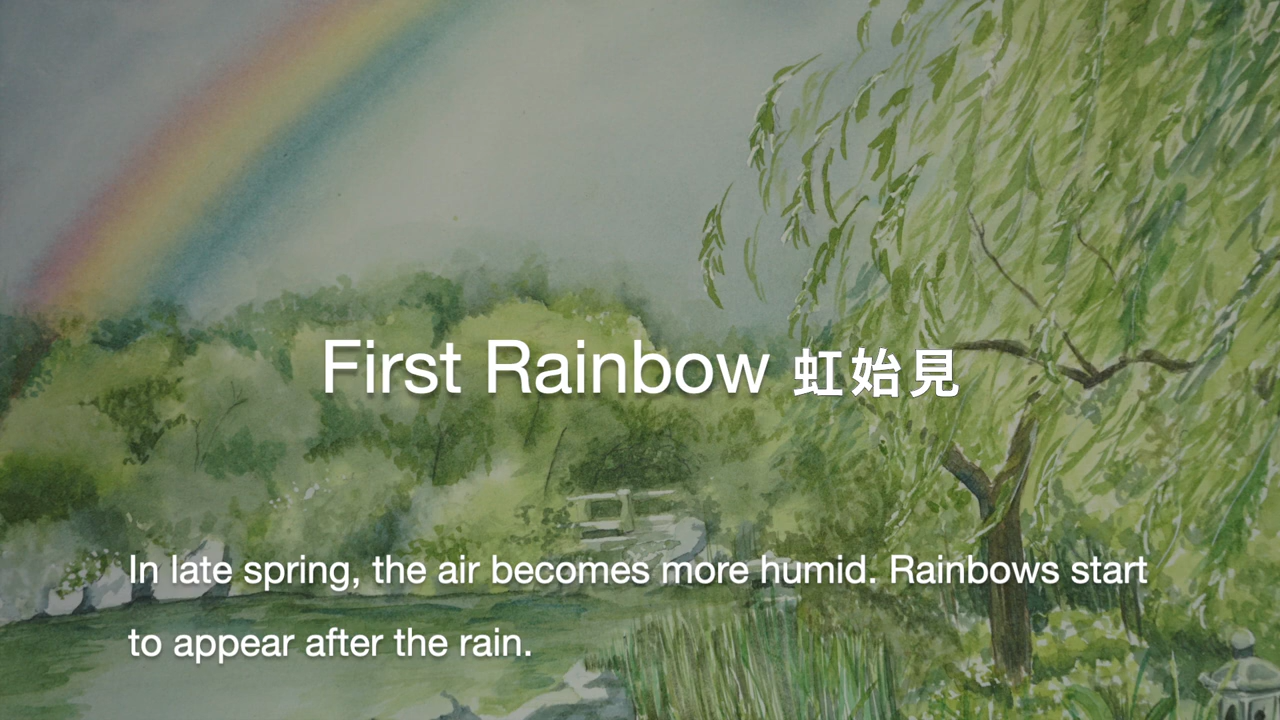 First Rainbow 虹始見
In late spring, the air becomes more humid. Rainbows start
to appear after the rain.